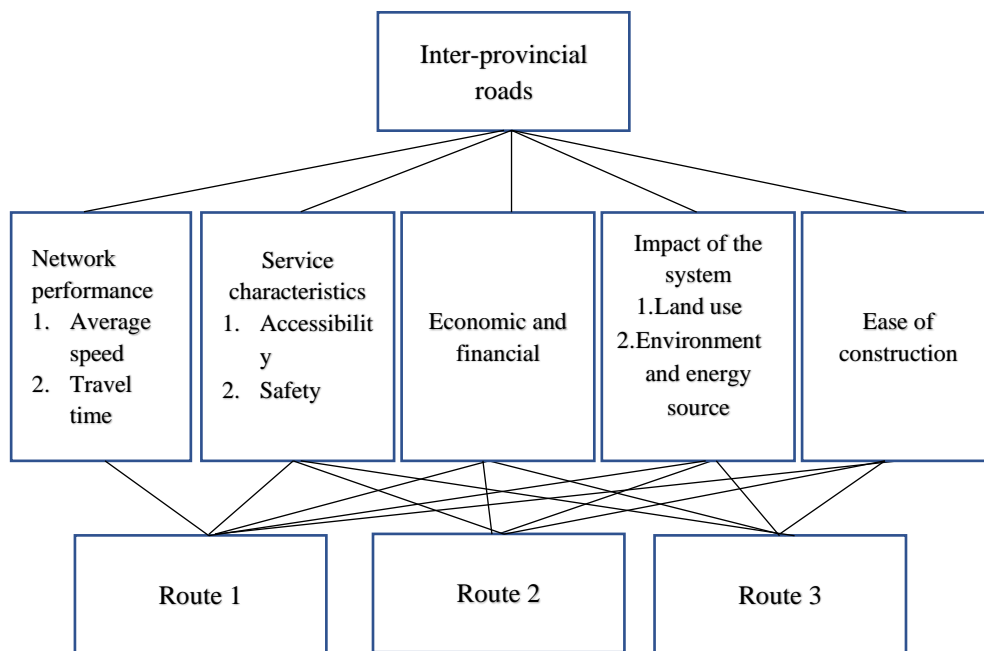 Inter-provincial
roads
Network
performance
1. Average
speed
2. Travel
time
Service
characteristics
1. Accessibilit
y
2. Safety
Economic and
financial
Impact of the
system
1.Land use
2.Environment
and energy
source
Ease of
construction
Route 1
Route 2
Route 3